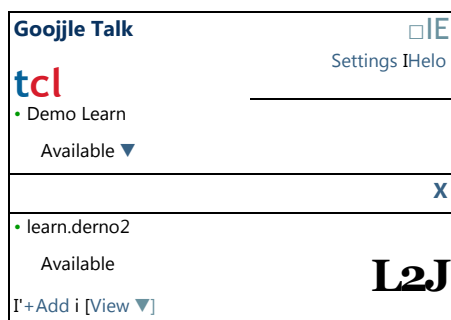 Goojjle Talk □IE
Settings IHelo
tcl
• Demo Learn
Available ▼
X
• learn.derno2
Available
L2J
I'+Add i [View ▼]